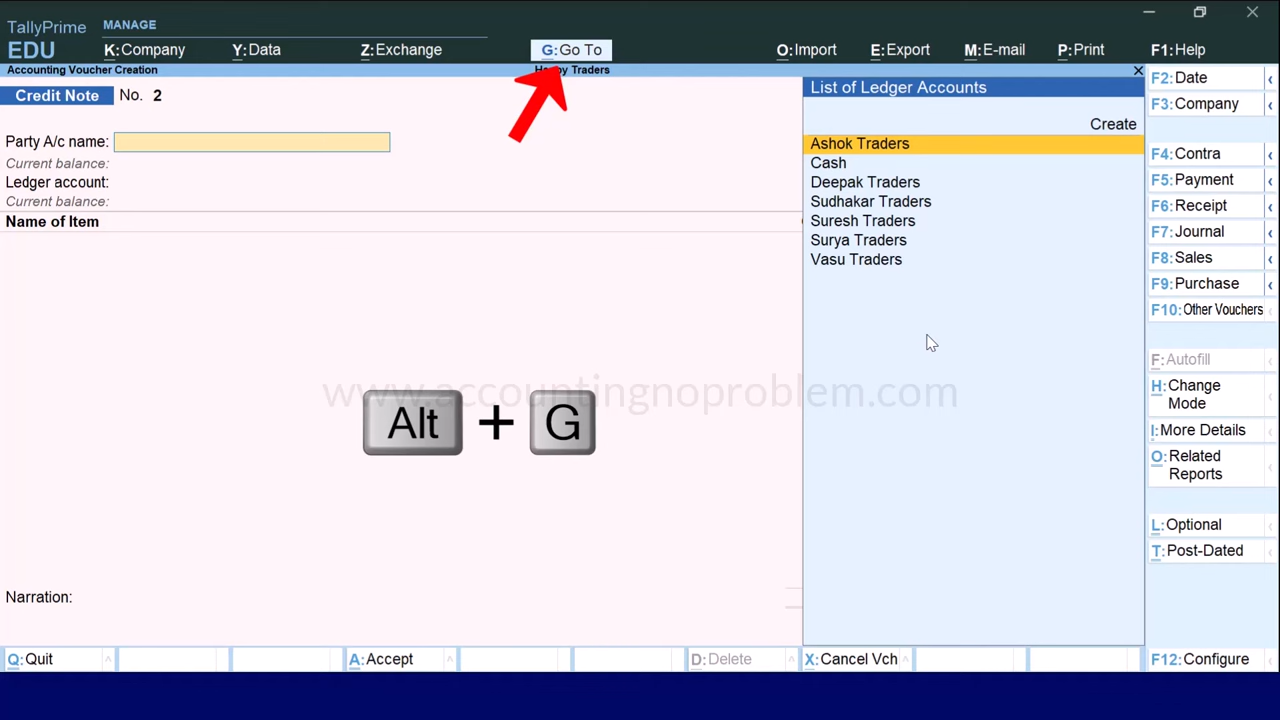 TallyPrime
EDU
MANAGE
K:Company
Y:Data
Z:Exchange
G:Go To
O:Import
E:Export
M:E-mail
P:Print
F1:Help
Accounting Voucher Creation
Traders
Credit Note No. 2
Party A/c name:
Current balance:
Ledger account:
Current balance:
Name of Item
List of Ledger Accounts
Create
Ashok Traders
Cash
Deepak Traders
Sudhakar Traders
Suresh Traders
Surya Traders
Vasu Traders
F2:Date
F3:Company
F4:Contra
F5:Payment
F6:Receipt
F7:Journal
F8:Sales
F9:Purchase
F10:Other Vouchers
F:Autofill
H:Change
Mode
I:More Details
O:Related
Reports
L:Optional
T:Post-Dated
www.accountingnoproblem.com
Alt + G
Narration:
Q:Quit
A:Accept
D:Delete
X:Cancel Vch
F12:Configure